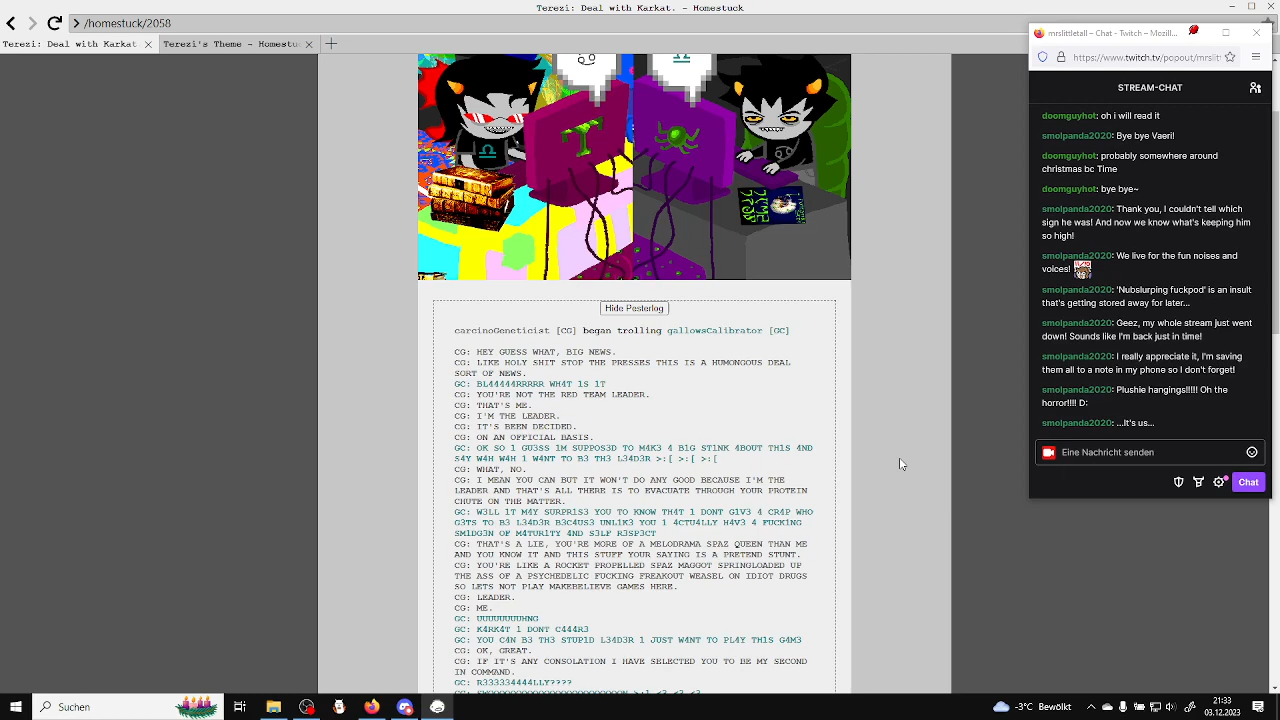 Terezi: Deal with Karkat. - Homestuck
/homestuck/2058
Terezi: Deal with Karkat
Terezi's Theme - Homestuc
T
Hide Pesterlog
carcinoGeneticist [CG] began trolling gallowsCalibrator [GC]
CG: HEY GUESS WHAT, BIG NEWS.
CG: LIKE HOLY SHIT STOP THE PRESSES THIS IS A HUMONGOUS DEAL
SORT OF NEWS.
GC: BL44444RRRRR WH4T 1S 1T
CG: YOU'RE NOT THE RED TEAM LEADER.
CG: THAT'S ME.
CG: I'M THE LEADER.
CG: IT'S BEEN DECIDED.
CG: ON AN OFFICIAL BASIS.
GC: OK SO 1 GU3SS 1M SUPPOS3D TO M4K3 4 B1G ST1NK 4BOUT TH1S 4ND
S4Y W4H W4H 1 W4NT TO B3 TH3 L34D3R >:[ >:[ >:[
CG: WHAT, NO.
CG: I MEAN YOU CAN BUT IT WON'T DO ANY GOOD BECAUSE I'M THE
LEADER AND THAT'S ALL THERE IS TO EVACUATE THROUGH YOUR PROTEIN
CHUTE ON THE MATTER.
GC: W3LL 1T M4Y SURPR1S3 YOU TO KNOW TH4T 1 DONT G1V3 4 CR4P WHO
G3TS TO B3 L34D3R B3C4US3 UNL1K3 YOU 1 4CTU4LLY H4V3 4 FUCK1NG
SM1DG3N OF M4TUR1TY 4ND S3LF R3SP3CT
CG: THAT'S A LIE, YOU'RE MORE OF A MELODRAMA SPAZ QUEEN THAN ME
AND YOU KNOW IT AND THIS STUFF YOUR SAYING IS A PRETEND STUNT.
CG: YOU'RE LIKE A ROCKET PROPELLED SPAZ MAGGOT SPRINGLOADED UP
THE ASS OF A PSYCHEDELIC FUCKING FREAKOUT WEASEL ON IDIOT DRUGS
SO LETS NOT PLAY MAKEBELIEVE GAMES HERE.
CG: LEADER.
CG: ME.
GC: UUUUUUUUHNG
GC: K4RK4T 1 DONT C444R3
GC: YOU C4N B3 TH3 STUP1D L34D3R 1 JUST W4NT TO PL4Y TH1S G4M3
CG: OK, GREAT.
CG: IF IT'S ANY CONSOLATION I HAVE SELECTED YOU TO BE MY SECOND
IN COMMAND.
GC: R333334444LLY????
mrslittletall – Chat - Twitch – Mozill...
https://www.twitch.tv/popout/mrslit
STREAM-CHAT
doomguyhot: oh i will read it
smolpanda2020: Bye bye Vaeri!
doomguyhot: probably somewhere around
christmas bc Time
doomguyhot: bye bye~
smolpanda2020: Thank you, I couldn't tell which
sign he was! And now we know what's keeping him
so high!
smolpanda2020: We live for the fun noises and
voices!
smolpanda2020: 'Nubslurping fuckpod' is an insult
that's getting stored away for later...
smolpanda2020: Geez, my whole stream just went
down! Sounds like I'm back just in time!
smolpanda2020: I really appreciate it, I'm saving
them all to a note in my phone so I don't forget!
smolpanda2020: Plushie hangings!!!!! Oh the
horror!!!! D:
smolpanda2020: ...It's us...
Eine Nachricht senden
Chat
Suchen
-3°C Bewölkt
21:33
03.12.2023